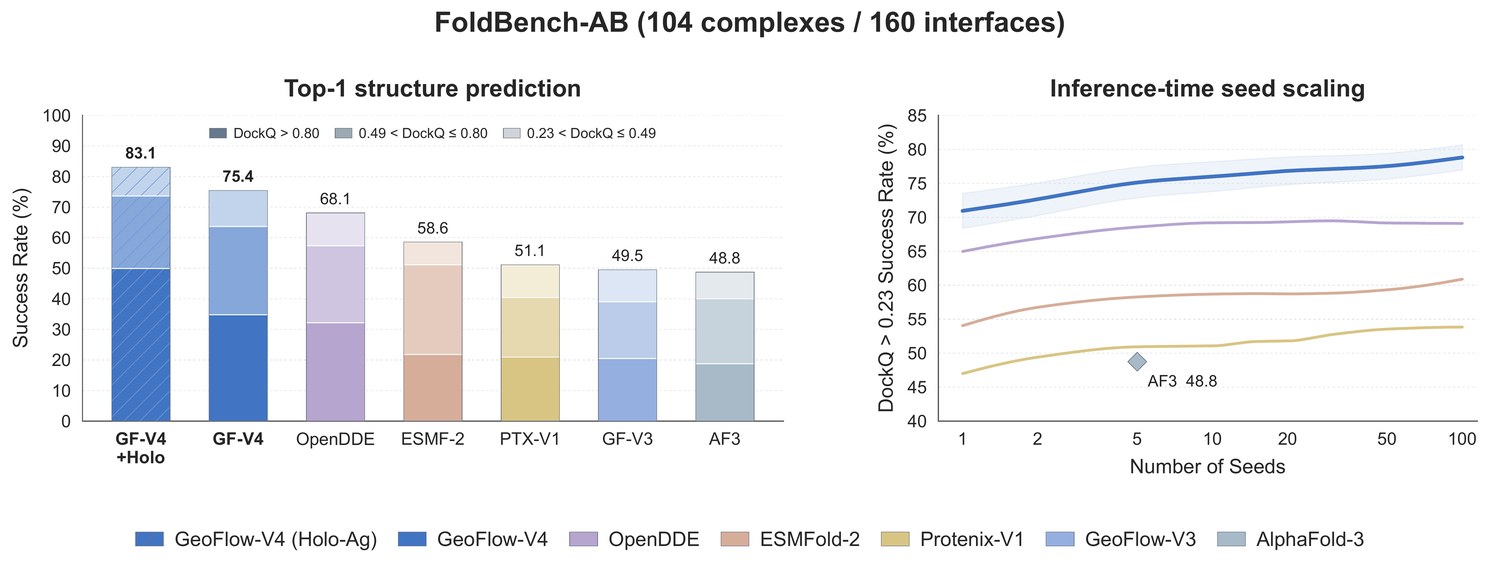 FoldBench-AB (104 complexes / 160 interfaces)
Top-1 structure prediction
Success Rate (%)
100
90
80
70
60
50
40
30
20
10
0
DockQ > 0.80
0.49 < DockQ ≤ 0.80
0.23 < DockQ ≤ 0.49
83.1
75.4
68.1
58.6
51.1
49.5
48.8
GF-V4
+Holo
GF-V4
OpenDDE
ESMF-2
PTX-V1
GF-V3
AF3
Inference-time seed scaling
DockQ > 0.23 Success Rate (%)
85
80
75
70
65
60
55
50
45
40
AF3 48.8
1
2
5
10
20
50
100
Number of Seeds
GeoFlow-V4 (Holo-Ag)
GeoFlow-V4
OpenDDE
ESMFold-2
Protenix-V1
GeoFlow-V3
AlphaFold-3